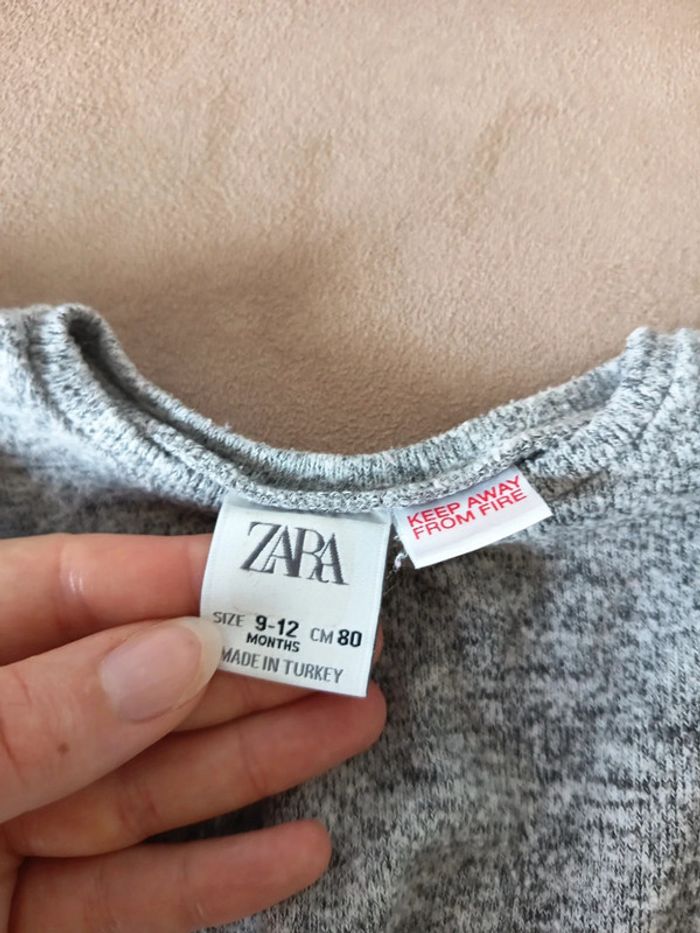 ZARA
SIZE 9-12 CM 80
MONTHS
MADE IN TURKEY
KEEP AWAY
FROM FIRE